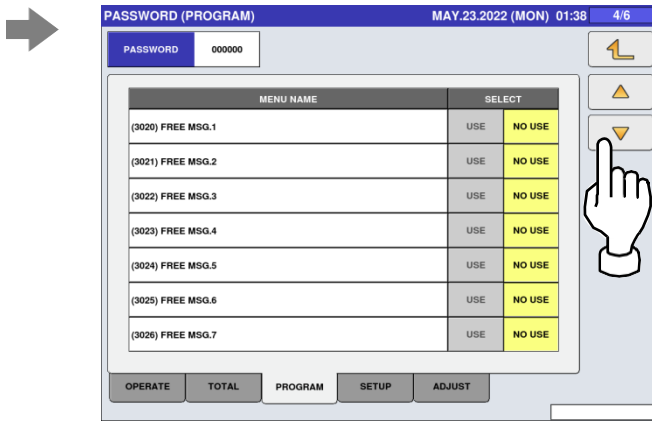 PASSWORD (PROGRAM) MAY.23.2022 (MON) 01:38 4/6
PASSWORD 000000
MENU NAME SELECT
(3020) FREE MSG.1 USE NO USE
(3021) FREE MSG.2 USE NO USE
(3022) FREE MSG.3 USE NO USE
(3023) FREE MSG.4 USE NO USE
(3024) FREE MSG.5 USE NO USE
(3025) FREE MSG.6 USE NO USE
(3026) FREE MSG.7 USE NO USE
OPERATE TOTAL PROGRAM SETUP ADJUST